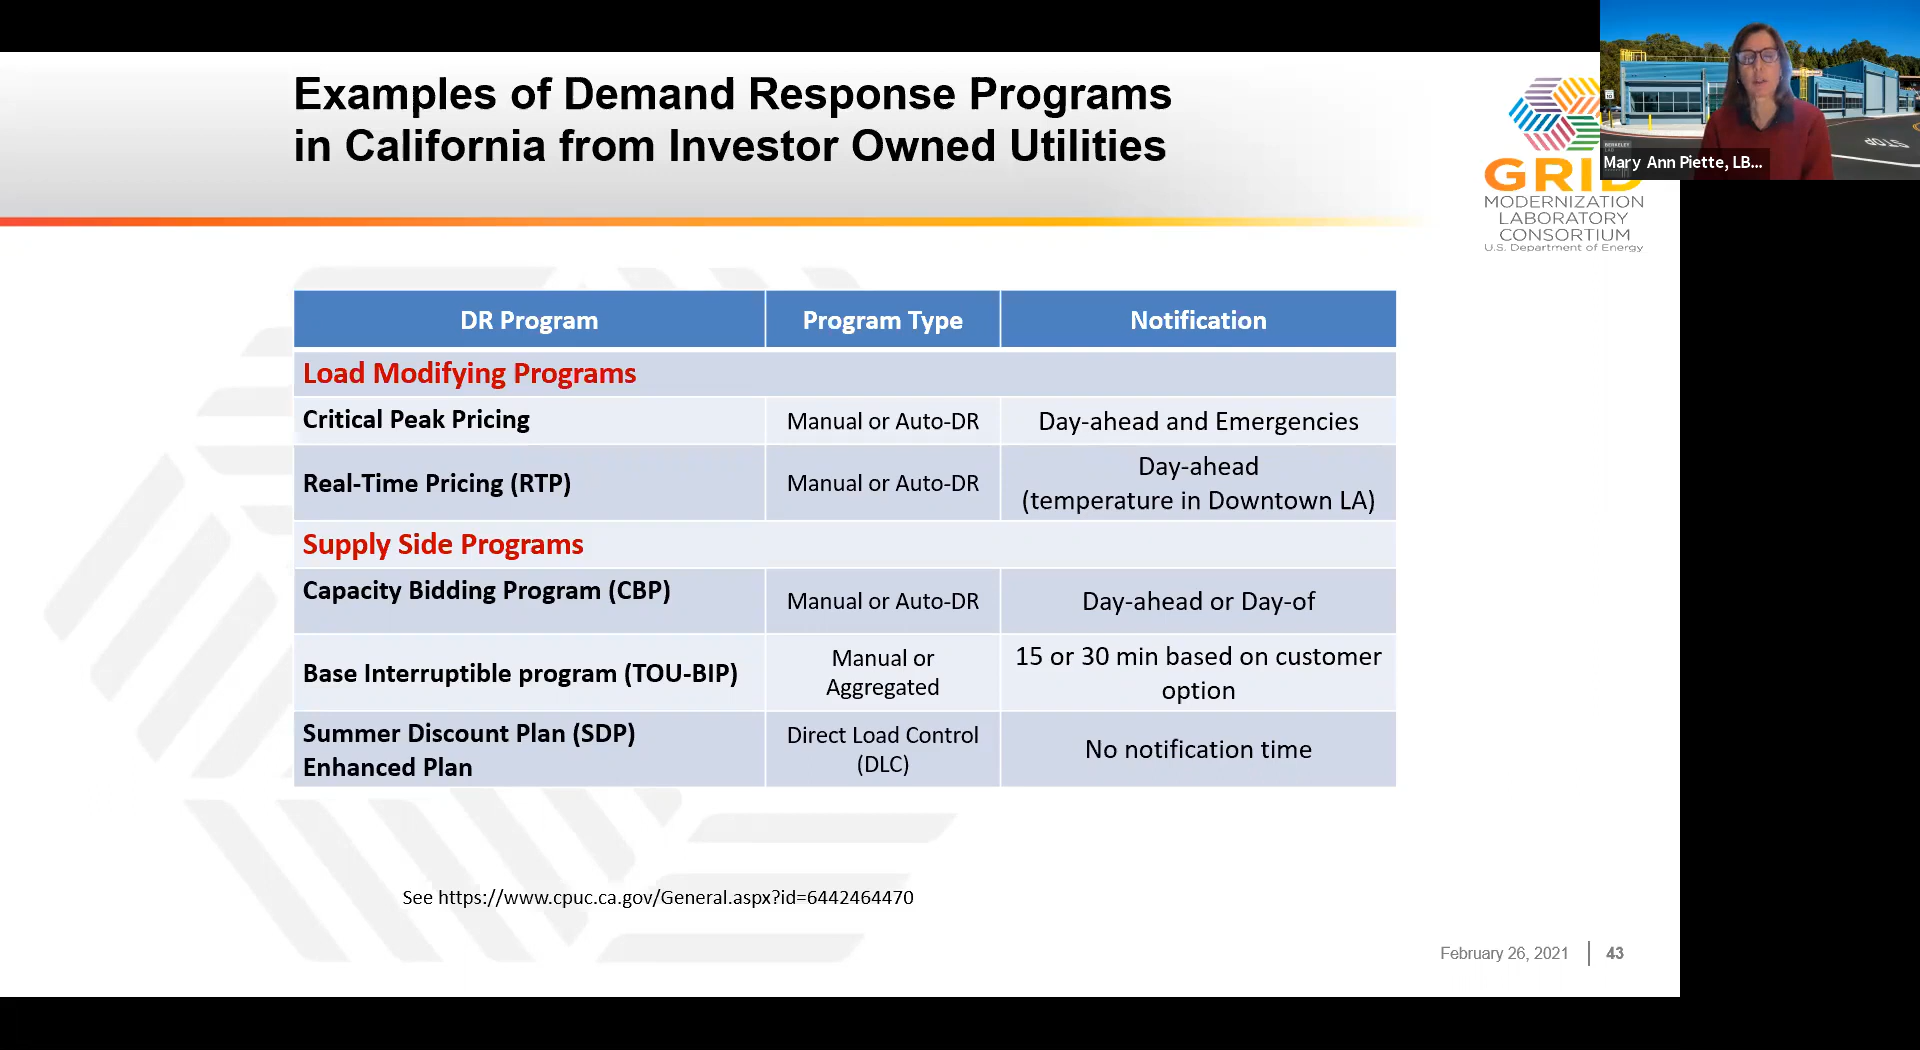 Examples of Demand Response Programs
in California from Investor Owned Utilities
GRID
MODERNIZATION
LABORATORY
CONSORTIUM
U.S. Department of Energy
Mary Ann Piette, LB...
STOP
DR Program
Program Type
Notification
Load Modifying Programs
Critical Peak Pricing
Manual or Auto-DR
Day-ahead and Emergencies
Real-Time Pricing (RTP)
Manual or Auto-DR
Day-ahead
(temperature in Downtown LA)
Supply Side Programs
Capacity Bidding Program (CBP)
Manual or Auto-DR
Day-ahead or Day-of
Base Interruptible program (TOU-BIP)
Manual or
Aggregated
15 or 30 min based on customer
option
Summer Discount Plan (SDP)
Enhanced Plan
Direct Load Control
(DLC)
No notification time
See https://www.cpuc.ca.gov/General.aspx?id=6442464470
February 26, 2021
43